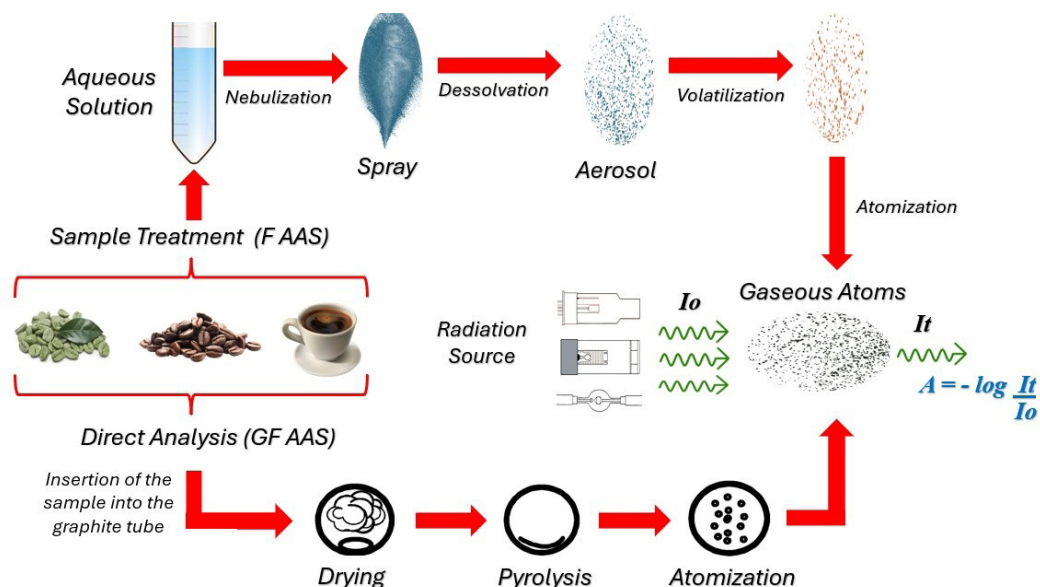 Aqueous
Solution
Nebulization
Spray
Dessolvation
Aerosol
Volatilization
Atomization
Sample Treatment (F AAS)
Gaseous Atoms
Radiation
Source
Io
It
A = - log It
Io
Direct Analysis (GF AAS)
Insertion of the
sample into the
graphite tube
Drying
Pyrolysis
Atomization